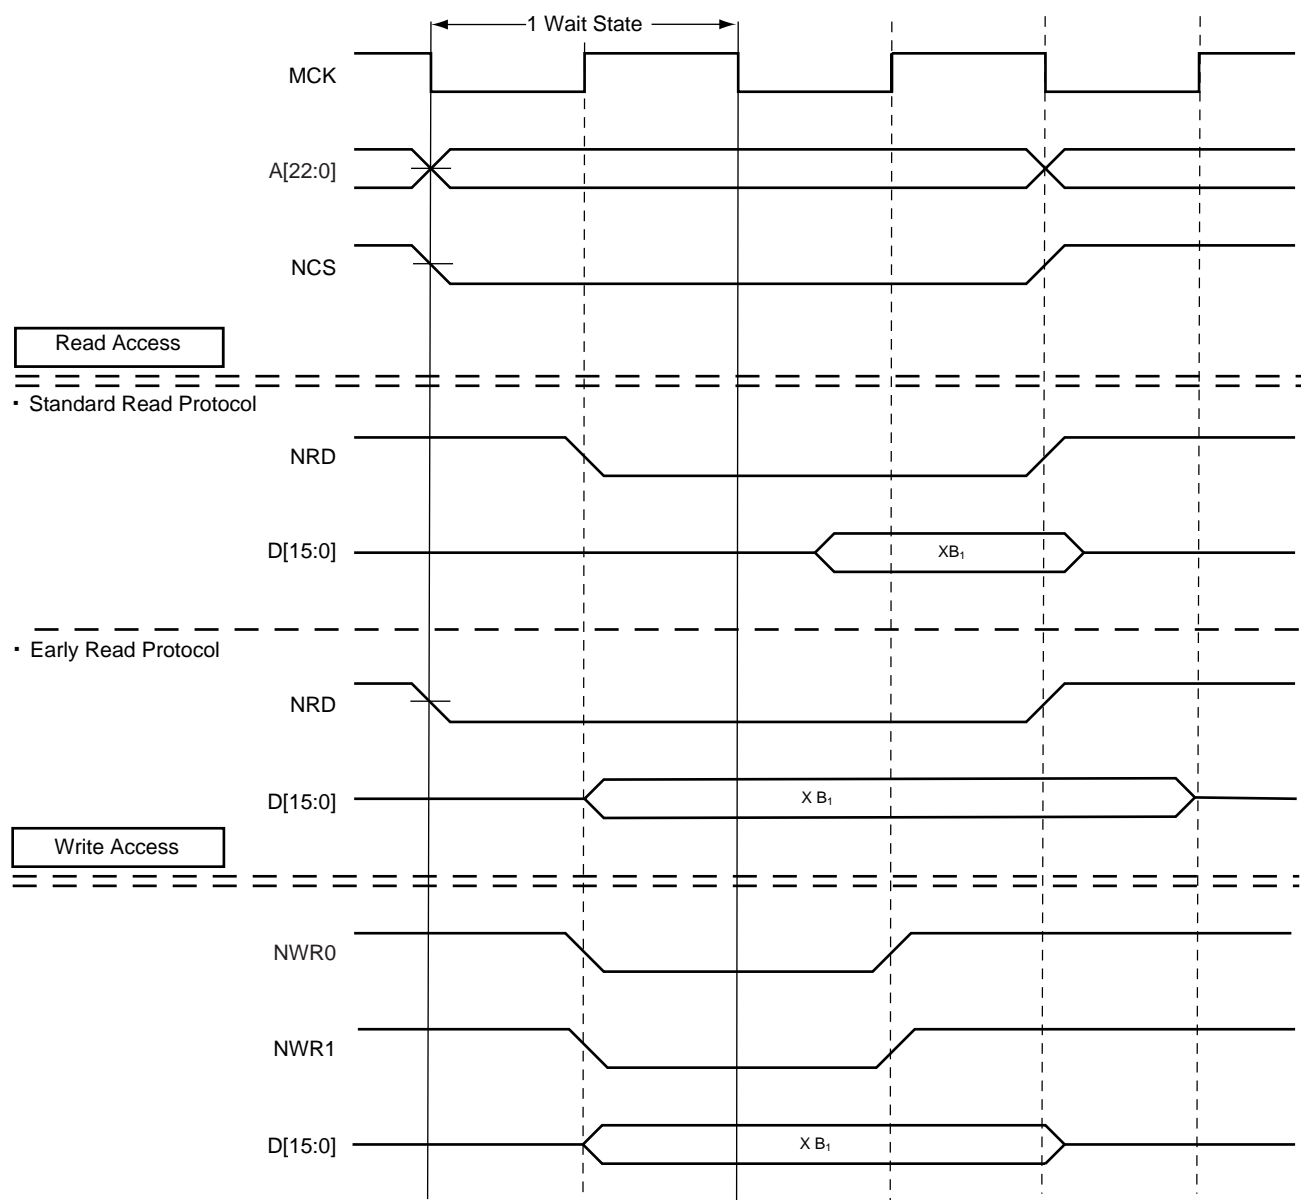 1 Wait State
MCK
A[22:0]
NCS
Read Access
· Standard Read Protocol
NRD
D[15:0]
XB₁
· Early Read Protocol
NRD
D[15:0]
X B₁
Write Access
NWR0
NWR1
D[15:0]
X B₁